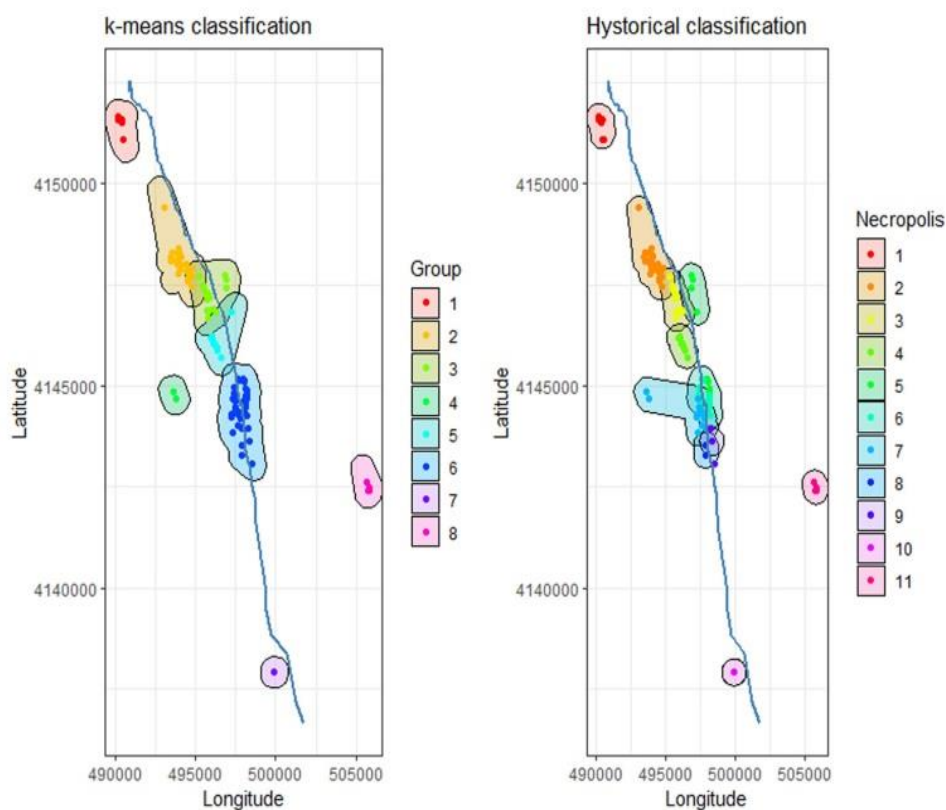 k-means classification
Latitude
4150000
4145000
4140000
490000 495000 500000 505000
Longitude
Group
1
2
3
4
5
6
7
8
Hystorical classification
Latitude
4150000
4145000
4140000
490000 495000 500000 505000
Longitude
Necropolis
1
2
3
4
5
6
7
8
9
10
11